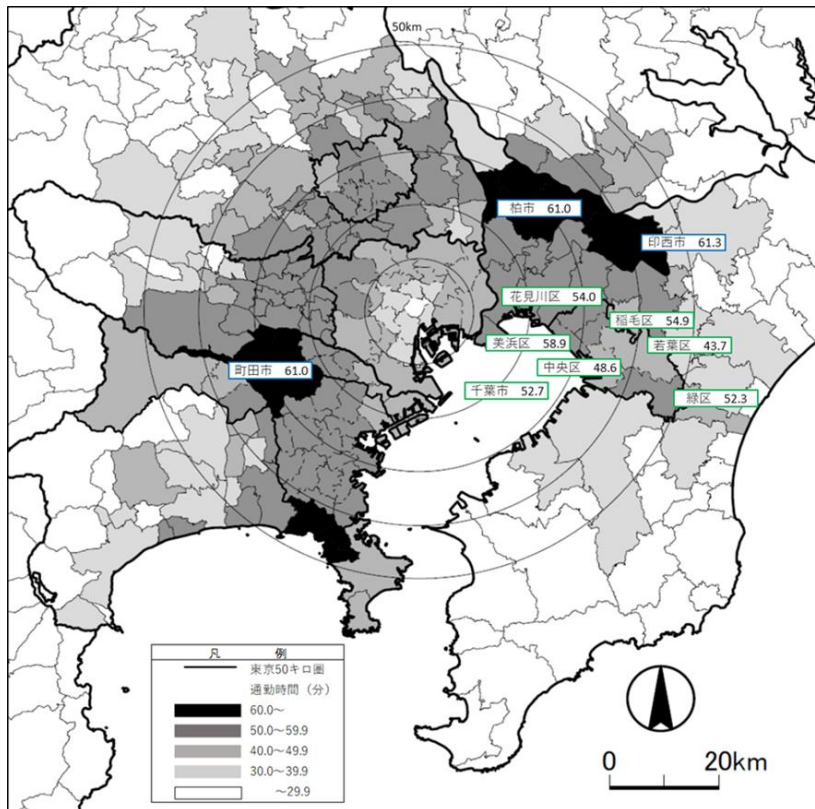 50km
柏市 61.0
印西市 61.3
花見川区 54.0
稲毛区 54.9
美浜区 58.9
若葉区 43.7
中央区 48.6
町田市 61.0
千葉市 52.7
緑区 52.3
凡 例
東京50キロ圏
通勤時間（分）
60.0～
50.0～59.9
40.0～49.9
30.0～39.9
～29.9
0 20km